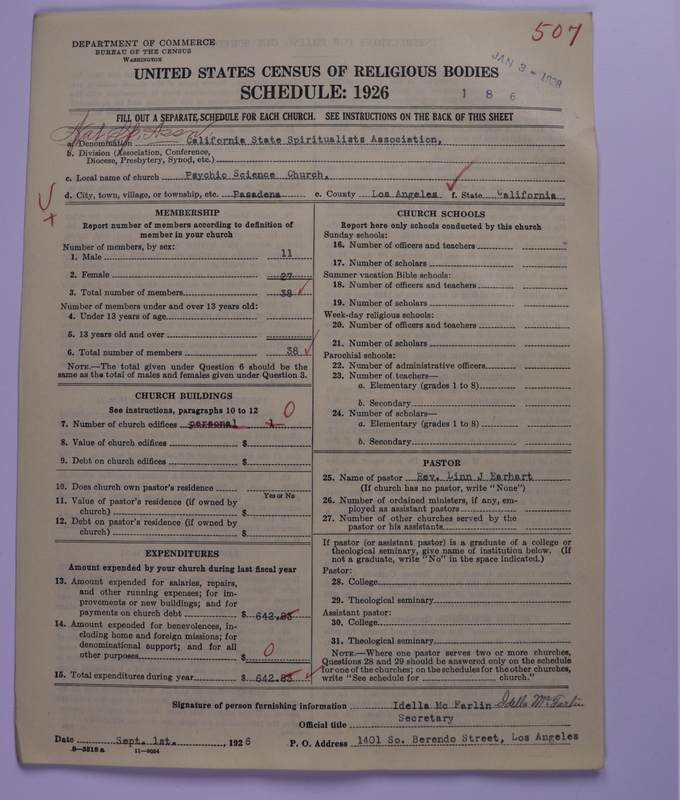 507
DEPARTMENT OF COMMERCE
BUREAU OF THE CENSUS
WASHINGTON
JAN 3 - 1928
UNITED STATES CENSUS OF RELIGIOUS BODIES
SCHEDULE: 1926
1 8 6
FILL OUT A SEPARATE SCHEDULE FOR EACH CHURCH. SEE INSTRUCTIONS ON THE BACK OF THIS SHEET
Nat Sp. Assn.
a. Denomination California State Spiritualists Association,
b. Division (Association, Conference,
Diocese, Presbytery, Synod, etc.)
c. Local name of church Psychic Science Church,
d. City, town, village, or township, etc. Pasadena e. County Los Angeles f. State California
MEMBERSHIP
Report number of members according to definition of
member in your church
Number of members, by sex:
1. Male 11
2. Female 27
3. Total number of members 38
Number of members under and over 13 years old:
4. Under 13 years of age
5. 13 years old and over
6. Total number of members 38
NOTE.—The total given under Question 6 should be the
same as the total of males and females given under Question 3.
CHURCH BUILDINGS
See instructions, paragraphs 10 to 12 0
7. Number of church edifices personal 1
8. Value of church edifices $
9. Debt on church edifices $
10. Does church own pastor's residence
Yes or No
11. Value of pastor's residence (if owned by
church) $
12. Debt on pastor's residence (if owned by
church) $
EXPENDITURES
Amount expended by your church during last fiscal year
13. Amount expended for salaries, repairs,
and other running expenses; for im-
provements or new buildings; and for
payments on church debt $ 642.83
14. Amount expended for benevolences, in-
cluding home and foreign missions; for
denominational support; and for all
other purposes $ 0
15. Total expenditures during year $ 642.83
CHURCH SCHOOLS
Report here only schools conducted by this church
Sunday schools:
16. Number of officers and teachers
17. Number of scholars
Summer vacation Bible schools:
18. Number of officers and teachers
19. Number of scholars
Week-day religious schools:
20. Number of officers and teachers
21. Number of scholars
Parochial schools:
22. Number of administrative officers
23. Number of teachers—
a. Elementary (grades 1 to 8)
b. Secondary
24. Number of scholars—
a. Elementary (grades 1 to 8)
b. Secondary
PASTOR
25. Name of pastor Rev. Linn J Earhart
(If church has no pastor, write "None")
26. Number of ordained ministers, if any, em-
ployed as assistant pastors
27. Number of other churches served by the
pastor or his assistants
If pastor (or assistant pastor) is a graduate of a college or
theological seminary, give name of institution below. (If
not a graduate, write "No" in the space indicated.)
Pastor:
28. College
29. Theological seminary
Assistant pastor:
30. College
31. Theological seminary
NOTE.—Where one pastor serves two or more churches,
Questions 28 and 29 should be answered only on the schedule
for one of the churches; on the schedules for the other churches,
write "See schedule for church."
Signature of person furnishing information Idella Mc Farlin Idella McFarlin
Official title Secretary
Date Sept. 1st. , 1926 P. O. Address 1401 So. Berendo Street, Los Angeles
8—5518 a 11—9034